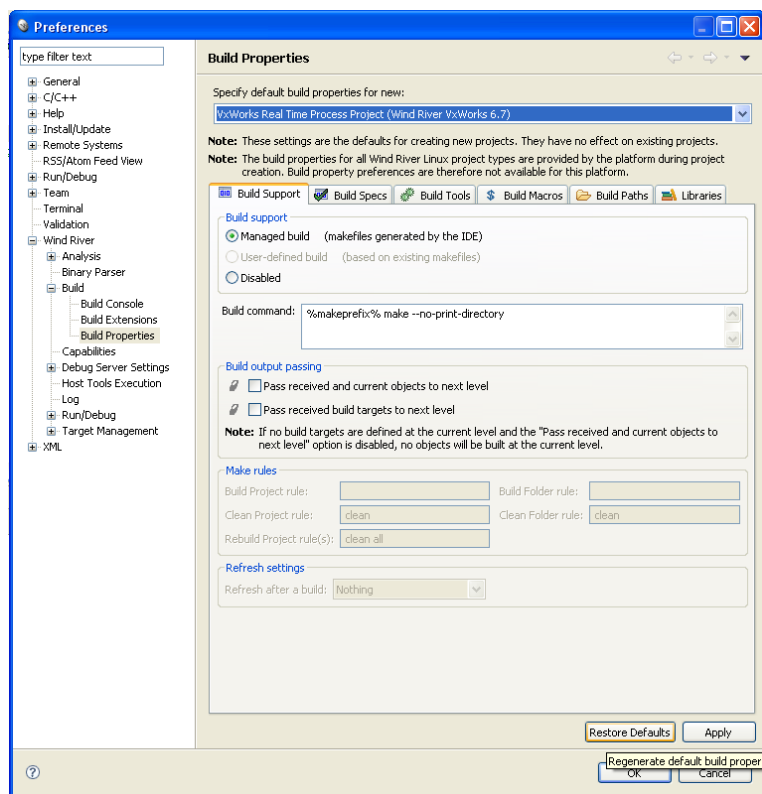 Preferences
type filter text
General
C/C++
Help
Install/Update
Remote Systems
RSS/Atom Feed View
Run/Debug
Team
Terminal
Validation
Wind River
Analysis
Binary Parser
Build
Build Console
Build Extensions
Build Properties
Capabilities
Debug Server Settings
Host Tools Execution
Log
Run/Debug
Target Management
XML
Build Properties
Specify default build properties for new:
VxWorks Real Time Process Project (Wind River VxWorks 6.7)
Note: These settings are the defaults for creating new projects. They have no effect on existing projects.
Note: The build properties for all Wind River Linux project types are provided by the platform during project
creation. Build property preferences are therefore not available for this platform.
Build Support Build Specs Build Tools $ Build Macros Build Paths Libraries
Build support
Managed build (makefiles generated by the IDE)
User-defined build (based on existing makefiles)
Disabled
Build command: %makeprefix% make --no-print-directory
Build output passing
Pass received and current objects to next level
Pass received build targets to next level
Note: If no build targets are defined at the current level and the "Pass received and current objects to
next level" option is disabled, no objects will be built at the current level.
Make rules
Build Project rule: Build Folder rule:
Clean Project rule: clean Clean Folder rule: clean
Rebuild Project rule(s): clean all
Refresh settings
Refresh after a build: Nothing
Restore Defaults Apply
Regenerate default build proper
OK Cancel